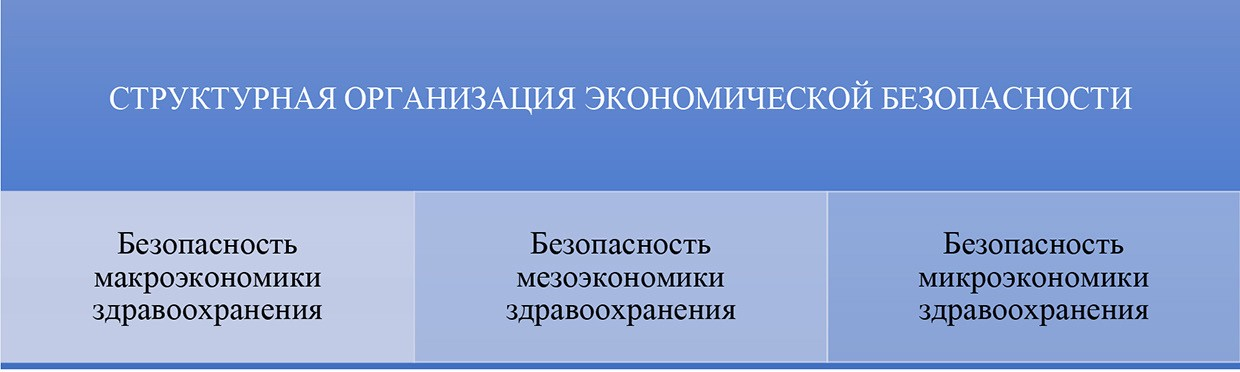 СТРУКТУРНАЯ ОРГАНИЗАЦИЯ ЭКОНОМИЧЕСКОЙ БЕЗОПАСНОСТИ
Безопасность
макроэкономики
здравоохранения
Безопасность
мезоэкономики
здравоохранения
Безопасность
микроэкономики
здравоохранения